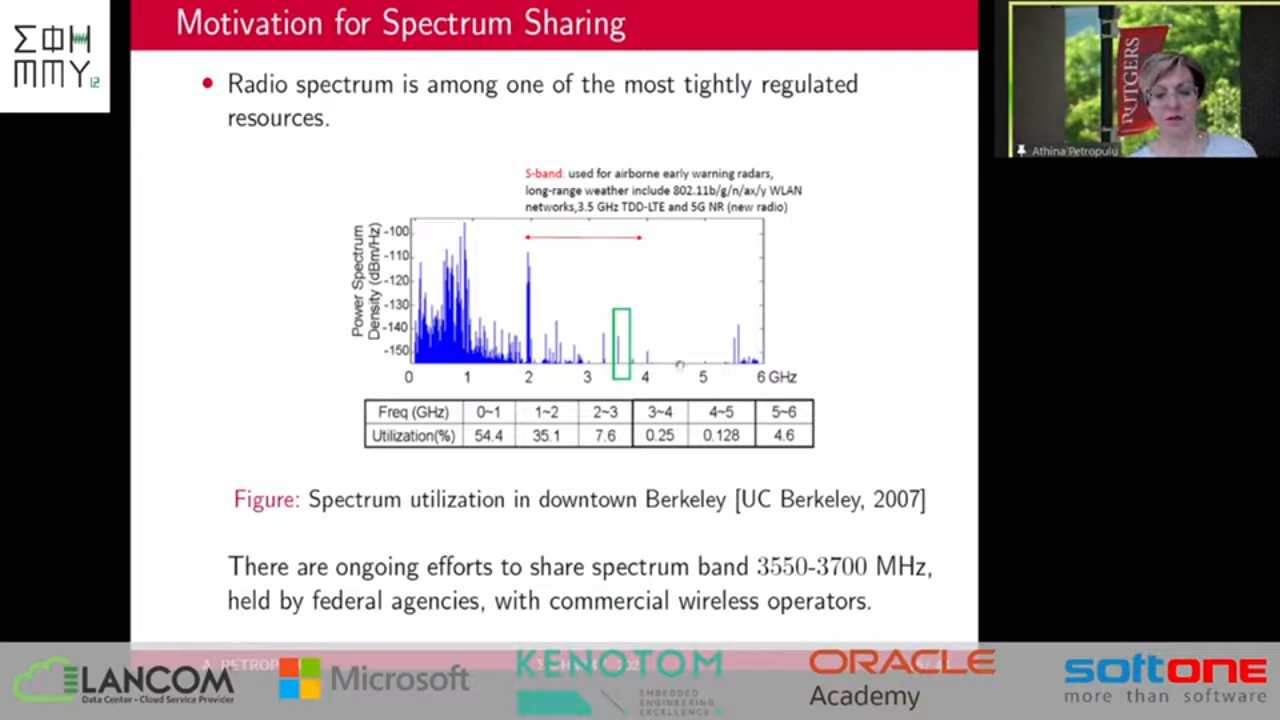 ΣΦΗ
ΜΜΥ 12
Motivation for Spectrum Sharing
• Radio spectrum is among one of the most tightly regulated
resources.
S-band: used for airborne early warning radars,
long-range weather include 802.11b/g/n/ax/y WLAN
networks,3.5 GHz TDD-LTE and 5G NR (new radio)
Power Spectrum
Density (dBm/Hz)
-100
-110
-120
-130
-140
-150
0 1 2 3 4 5 6 GHz
Freq (GHz) 0~1 1~2 2~3 3~4 4~5 5~6
Utilization(%) 54.4 35.1 7.6 0.25 0.128 4.6
Figure: Spectrum utilization in downtown Berkeley [UC Berkeley, 2007]
There are ongoing efforts to share spectrum band 3550-3700 MHz,
held by federal agencies, with commercial wireless operators.
RUTGERS
Athina Petropulu
LANCOM
Data Center - Cloud Service Provider
Microsoft
KENOTOM
EMBEDDED
ENGINEERING
EXCELLENCE
ORACLE
Academy
softone
more than software